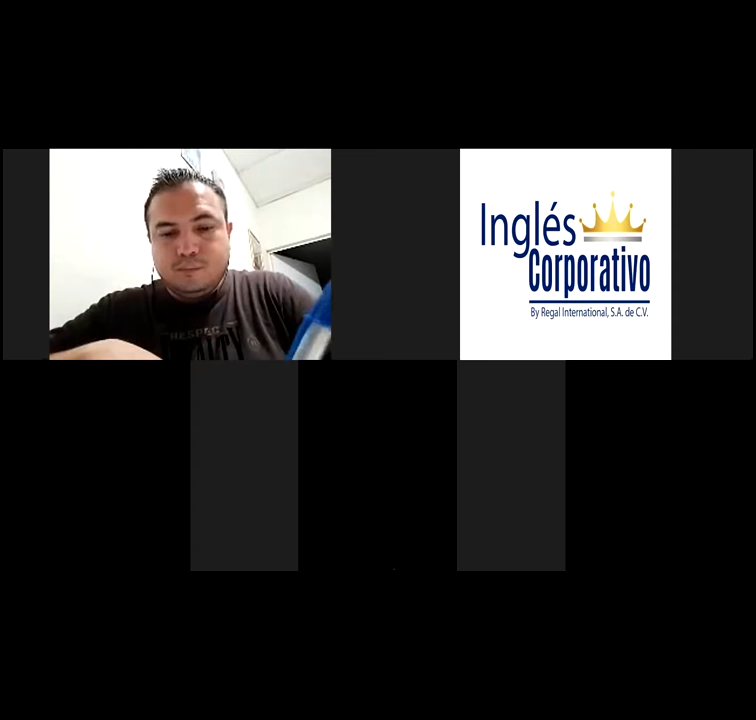 Inglés
Corporativo
By Regal International, S.A. de C.V.